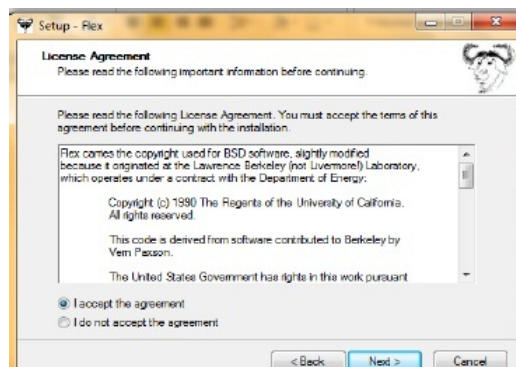 Setup - Flex
License Agreement
Please read the following important information before continuing.
Please read the following License Agreement. You must accept the terms of this
agreement before continuing with the installation.
Flex carries the copyright used for BSD software, slightly modified
because it originated at the Lawrence Berkeley (not Livermore!) Laboratory,
which operates under a contract with the Department of Energy:
Copyright (c) 1990 The Regents of the University of California.
All rights reserved.
This code is derived from software contributed to Berkeley by
Vern Paxson.
The United States Government has rights in this work pursuant
I accept the agreement
I do not accept the agreement
< Back
Next >
Cancel